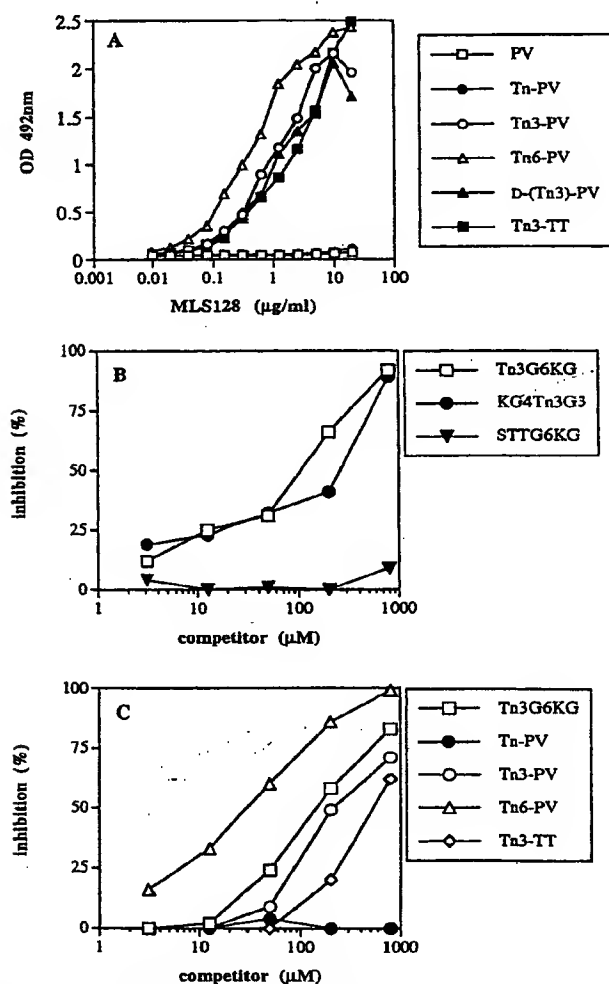 A
2.5
2
1.5
1
0.5
0
OD 492nm
0.001
0.01
0.1
1
10
100
MLS128 (µg/ml)
PV
Tn-PV
Tn3-PV
Tn6-PV
D-(Tn3)-PV
Tn3-TT
B
100
75
50
25
0
inhibition (%)
1
10
100
1000
competitor (µM)
Tn3G6KG
KG4Tn3G3
STTG6KG
C
100
75
50
25
0
inhibition (%)
1
10
100
1000
competitor (µM)
Tn3G6KG
Tn-PV
Tn3-PV
Tn6-PV
Tn3-TT